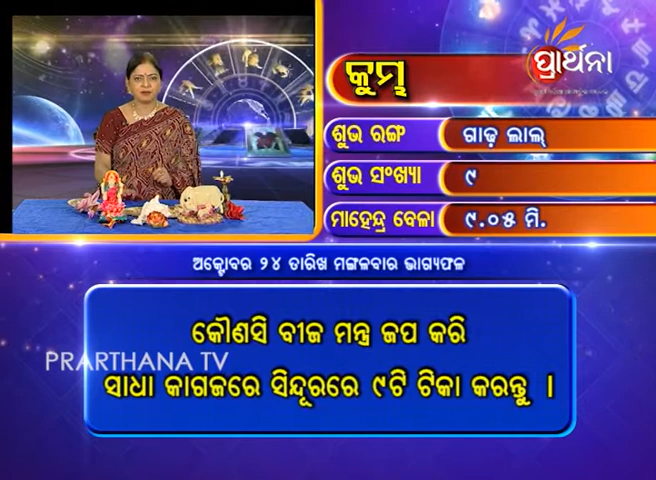 କୁମ୍ଭ
ପ୍ରାର୍ଥନା
ଶୁଭ ରଙ୍ଗ ଗାଢ଼ ଲାଲ୍
ଶୁଭ ସଂଖ୍ୟା ୯
ମାହେନ୍ଦ୍ର ବେଳା ୯.୦୫ ମି.
ଅକ୍ଟୋବର ୨୪ ତାରିଖ ମଙ୍ଗଳବାର ଭାଗ୍ୟଫଳ
କୌଣସି ବୀଜ ମନ୍ତ୍ର ଜପ କରି
PRARTHANA TV
ସାଧା କାଗଜରେ ସିନ୍ଦୂରରେ ୯ଟି ଟିକା କରନ୍ତୁ ।